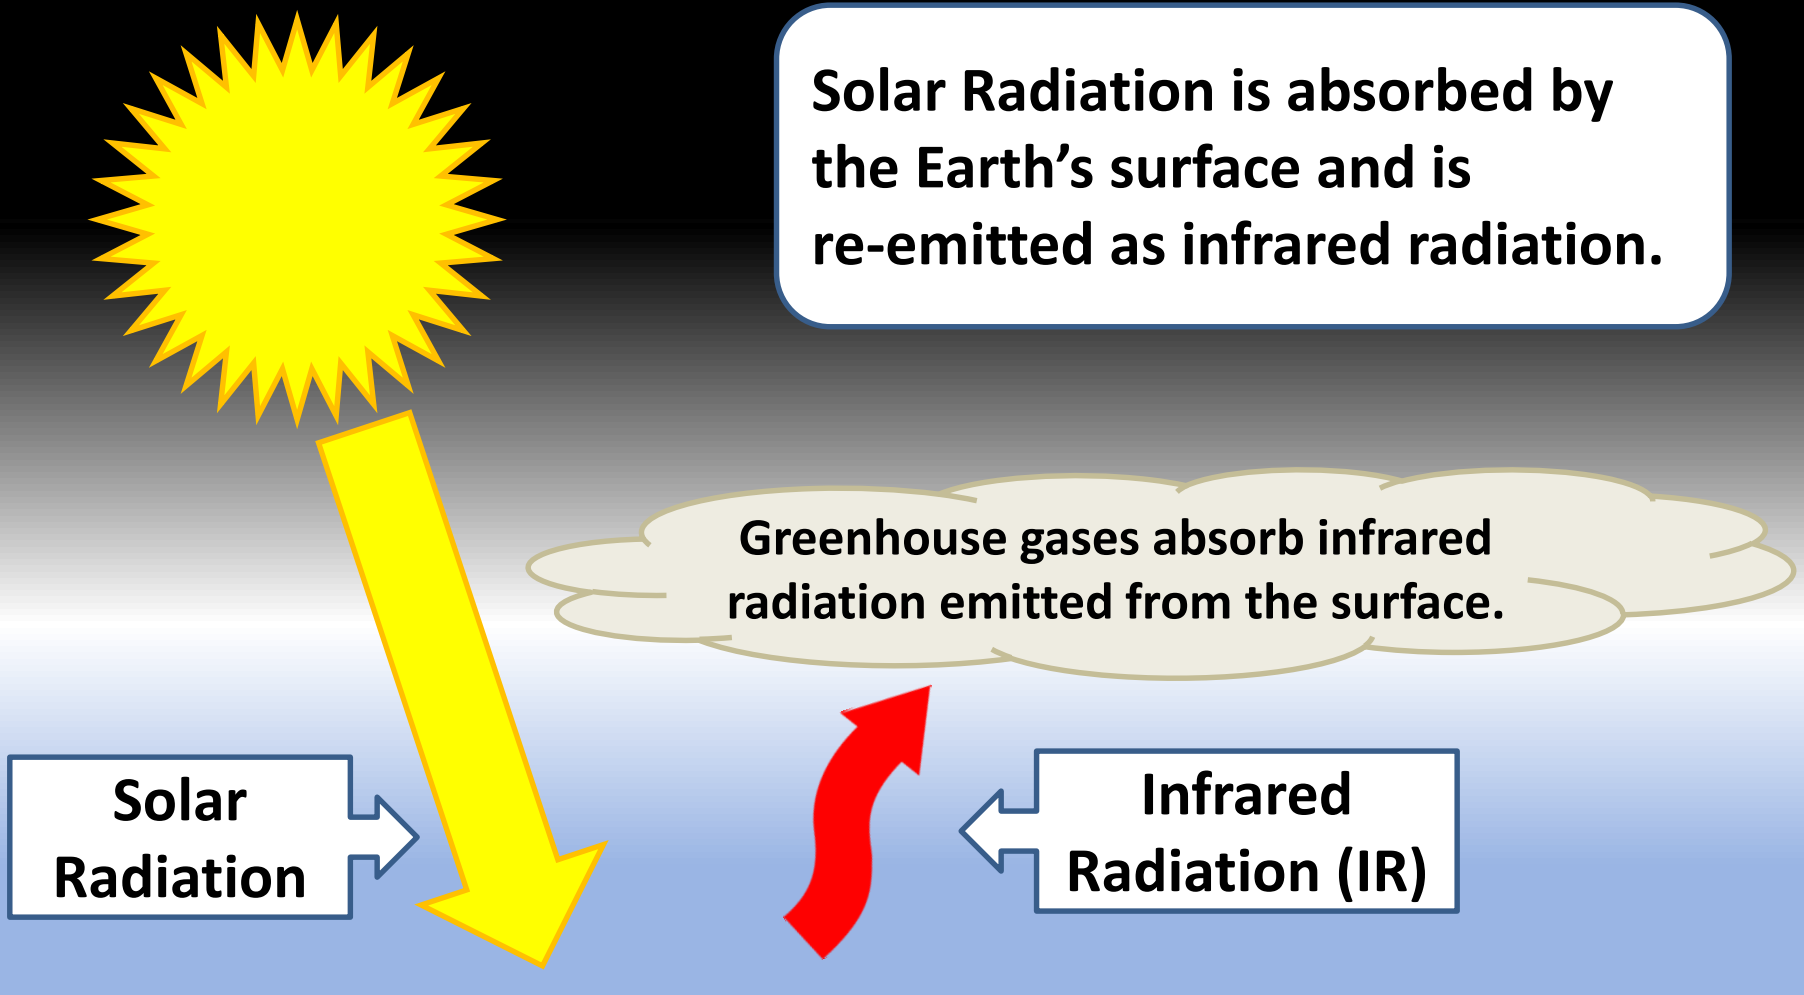 Solar Radiation is absorbed by
the Earth’s surface and is
re-emitted as infrared radiation.
Greenhouse gases absorb infrared
radiation emitted from the surface.
Solar
Radiation
Infrared
Radiation (IR)